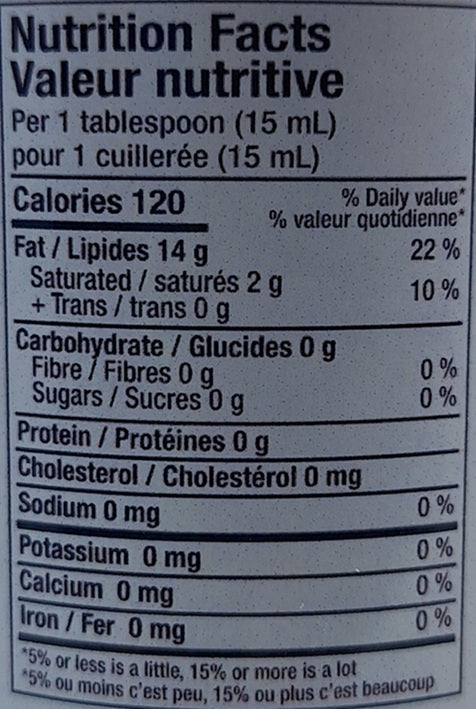 Nutrition Facts
Valeur nutritive
Per 1 tablespoon (15 mL)
pour 1 cuillerée (15 mL)
Calories 120 % Daily value*
% valeur quotidienne*
Fat / Lipides 14 g 22 %
Saturated / saturés 2 g 10 %
+ Trans / trans 0 g
Carbohydrate / Glucides 0 g
Fibre / Fibres 0 g 0 %
Sugars / Sucres 0 g 0 %
Protein / Protéines 0 g
Cholesterol / Cholestérol 0 mg
Sodium 0 mg 0 %
Potassium 0 mg 0 %
Calcium 0 mg 0 %
Iron / Fer 0 mg 0 %
*5% or less is a little, 15% or more is a lot
*5% ou moins c'est peu, 15% ou plus c'est beaucoup